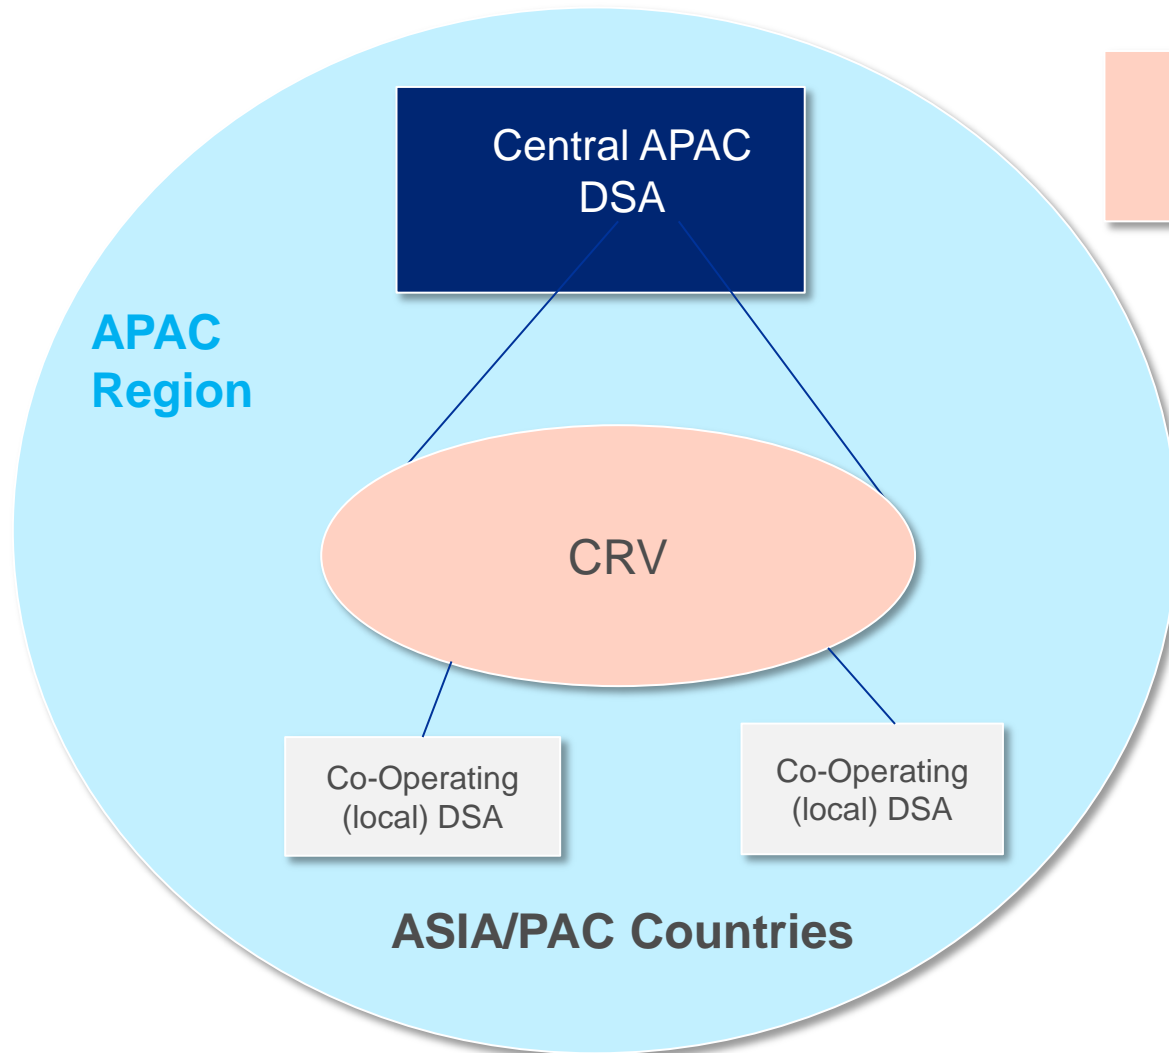 Central APAC
DSA
APAC
Region
CRV
Co-Operating
(local) DSA
Co-Operating
(local) DSA
ASIA/PAC Countries